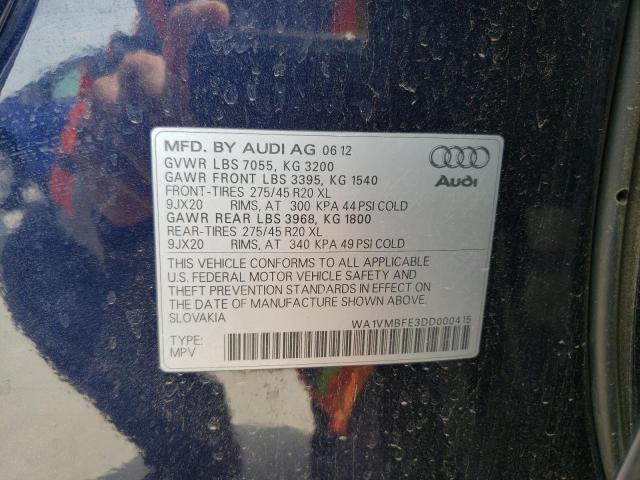 MFD. BY AUDI AG 06 12
GVWR LBS 7055, KG 3200
GAWR FRONT LBS 3395, KG 1540
FRONT-TIRES 275/45 R20 XL
9JX20 RIMS, AT 300 KPA 44 PSI COLD
GAWR REAR LBS 3968, KG 1800
REAR-TIRES 275/45 R20 XL
9JX20 RIMS, AT 340 KPA 49 PSI COLD
Audi
THIS VEHICLE CONFORMS TO ALL APPLICABLE
U.S. FEDERAL MOTOR VEHICLE SAFETY AND
THEFT PREVENTION STANDARDS IN EFFECT ON
THE DATE OF MANUFACTURE SHOWN ABOVE.
SLOVAKIA
WA1VMBFE3DD000415
TYPE:
MPV